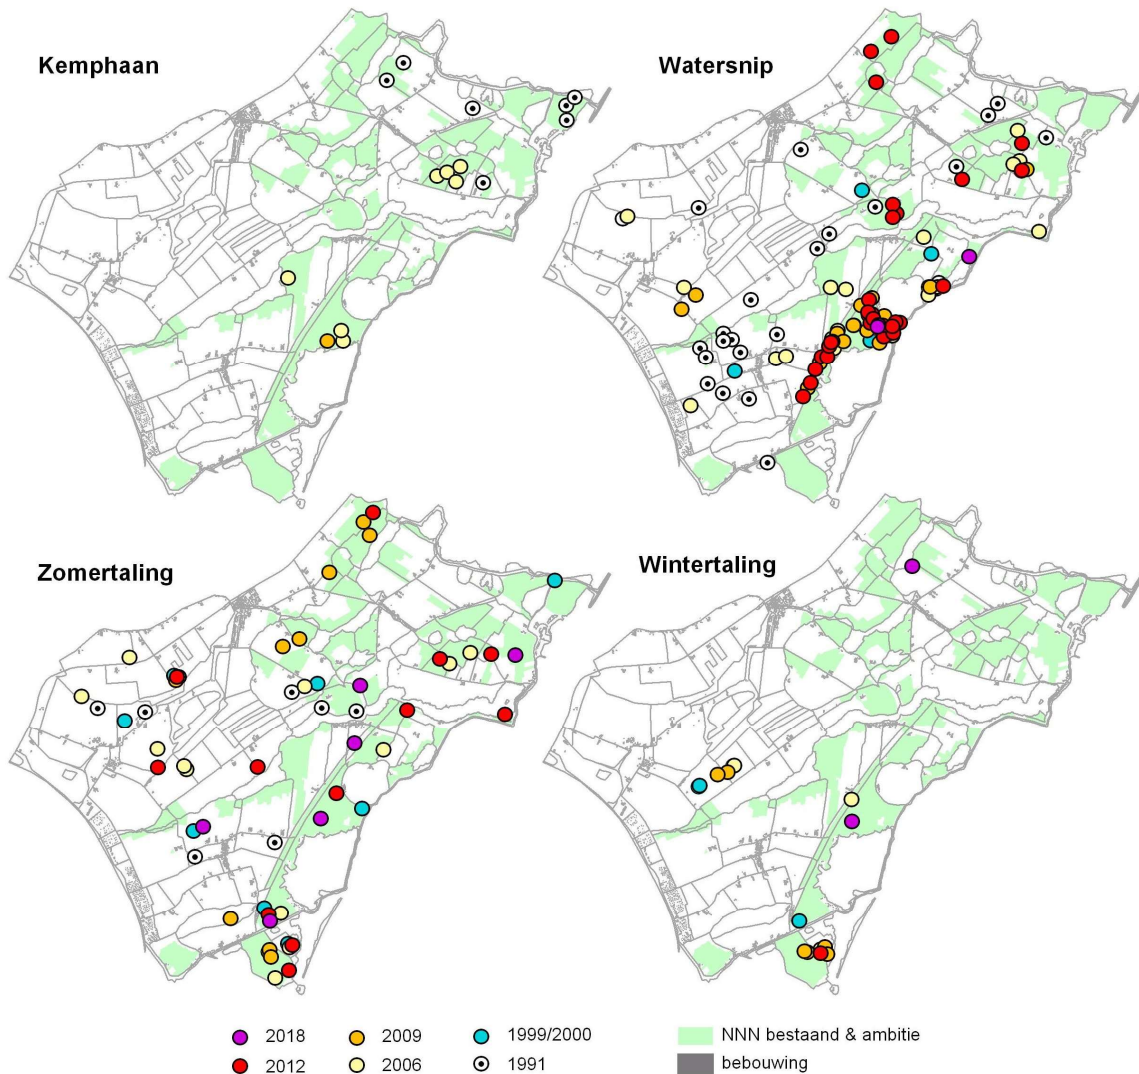 Kemphaan
Watersnip
Zomertaling
Wintertaling
2018
2009
1999/2000
NNN bestaand & ambitie
2012
2006
1991
bebouwing